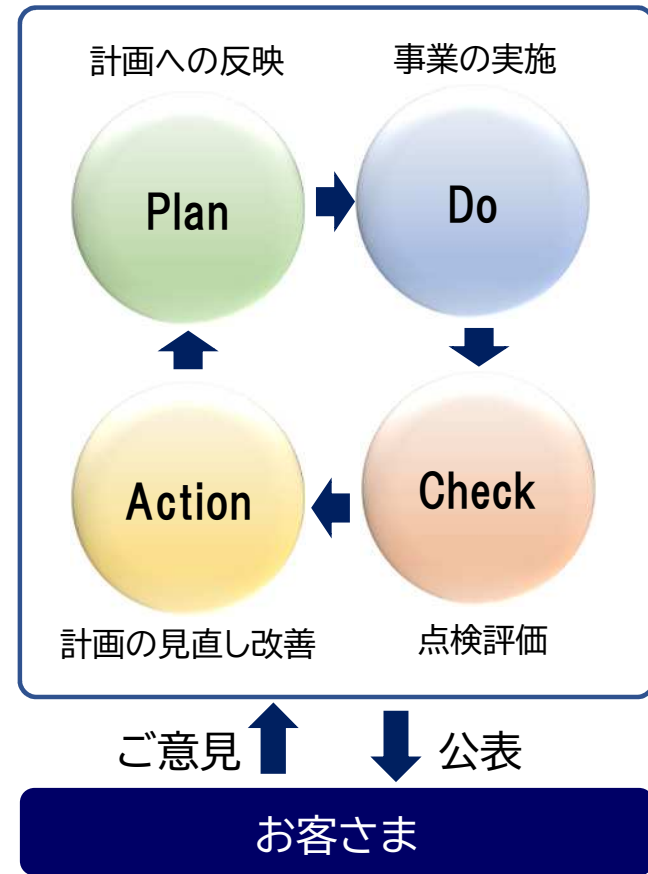 計画への反映
事業の実施
Plan
Do
Action
Check
計画の見直し改善
点検評価
ご意見
公表
お客さま